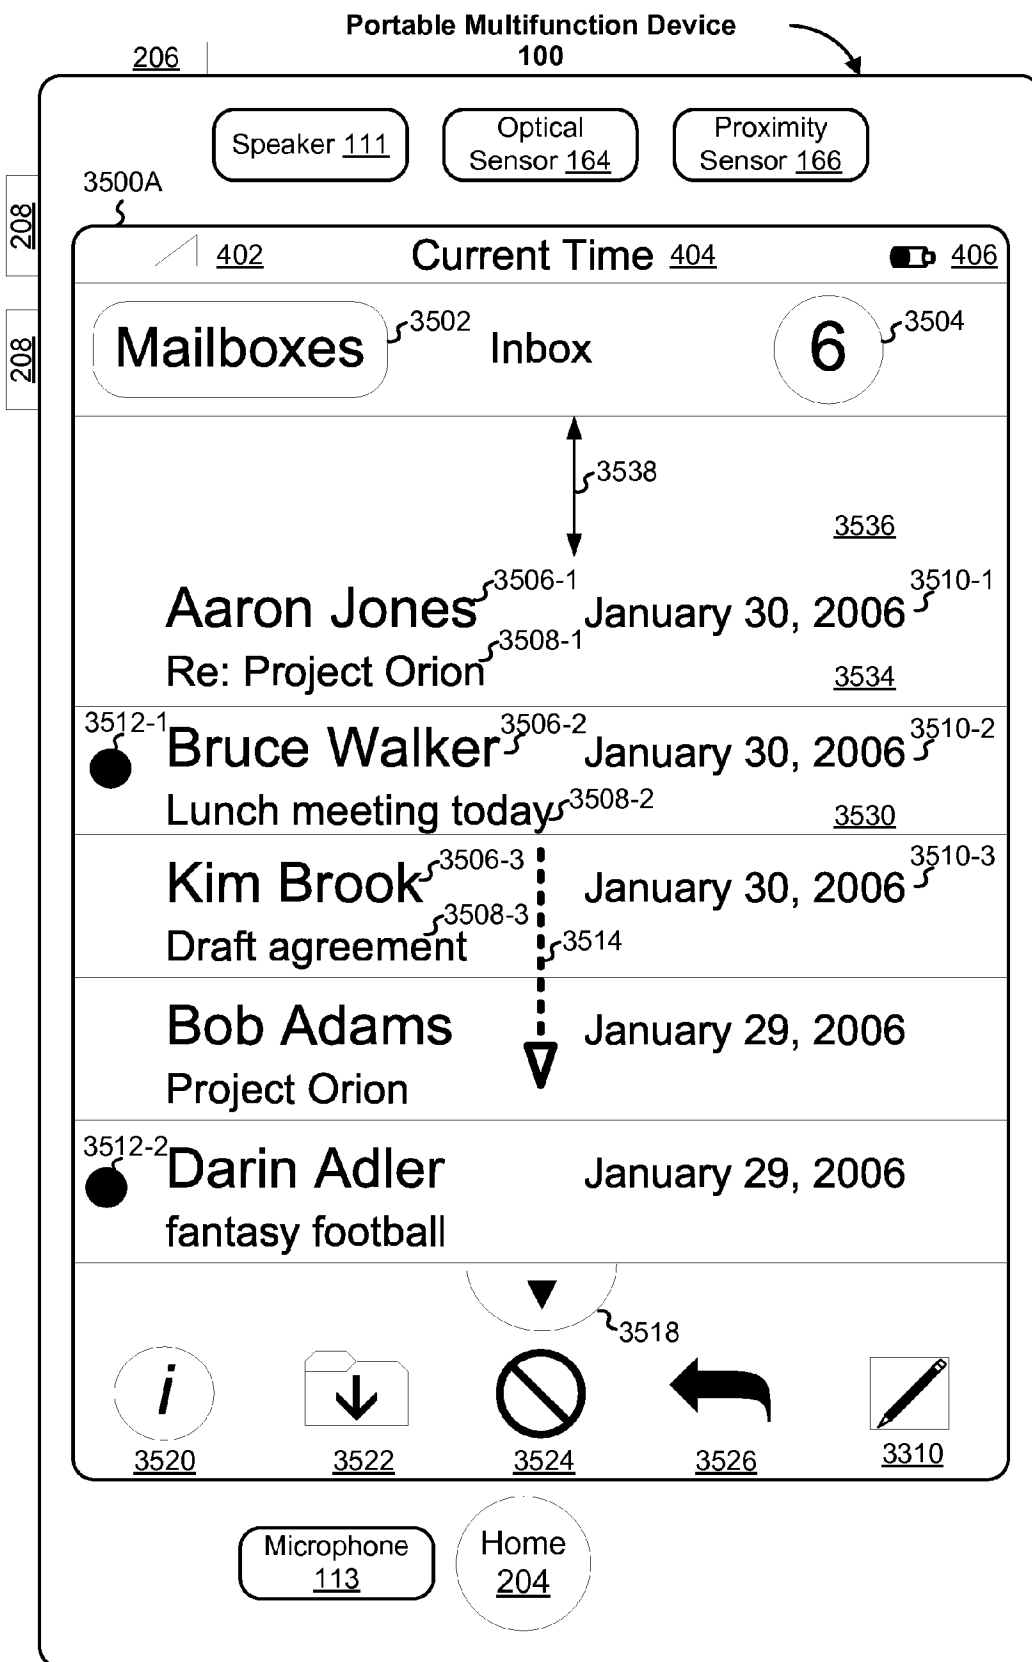 Portable Multifunction Device
100
206
Speaker 111
Optical
Sensor 164
Proximity
Sensor 166
3500A
208
208
402
Current Time 404
406
Mailboxes
3502
Inbox
6
3504
3538
3536
Aaron Jones
3506-1
January 30, 2006
3510-1
Re: Project Orion
3508-1
3534
3512-1
Bruce Walker
3506-2
January 30, 2006
3510-2
Lunch meeting today
3508-2
3530
Kim Brook
3506-3
January 30, 2006
3510-3
Draft agreement
3508-3
3514
Bob Adams
January 29, 2006
Project Orion
3512-2
Darin Adler
January 29, 2006
fantasy football
3518
i
3520
3522
3524
3526
3310
Microphone
113
Home
204